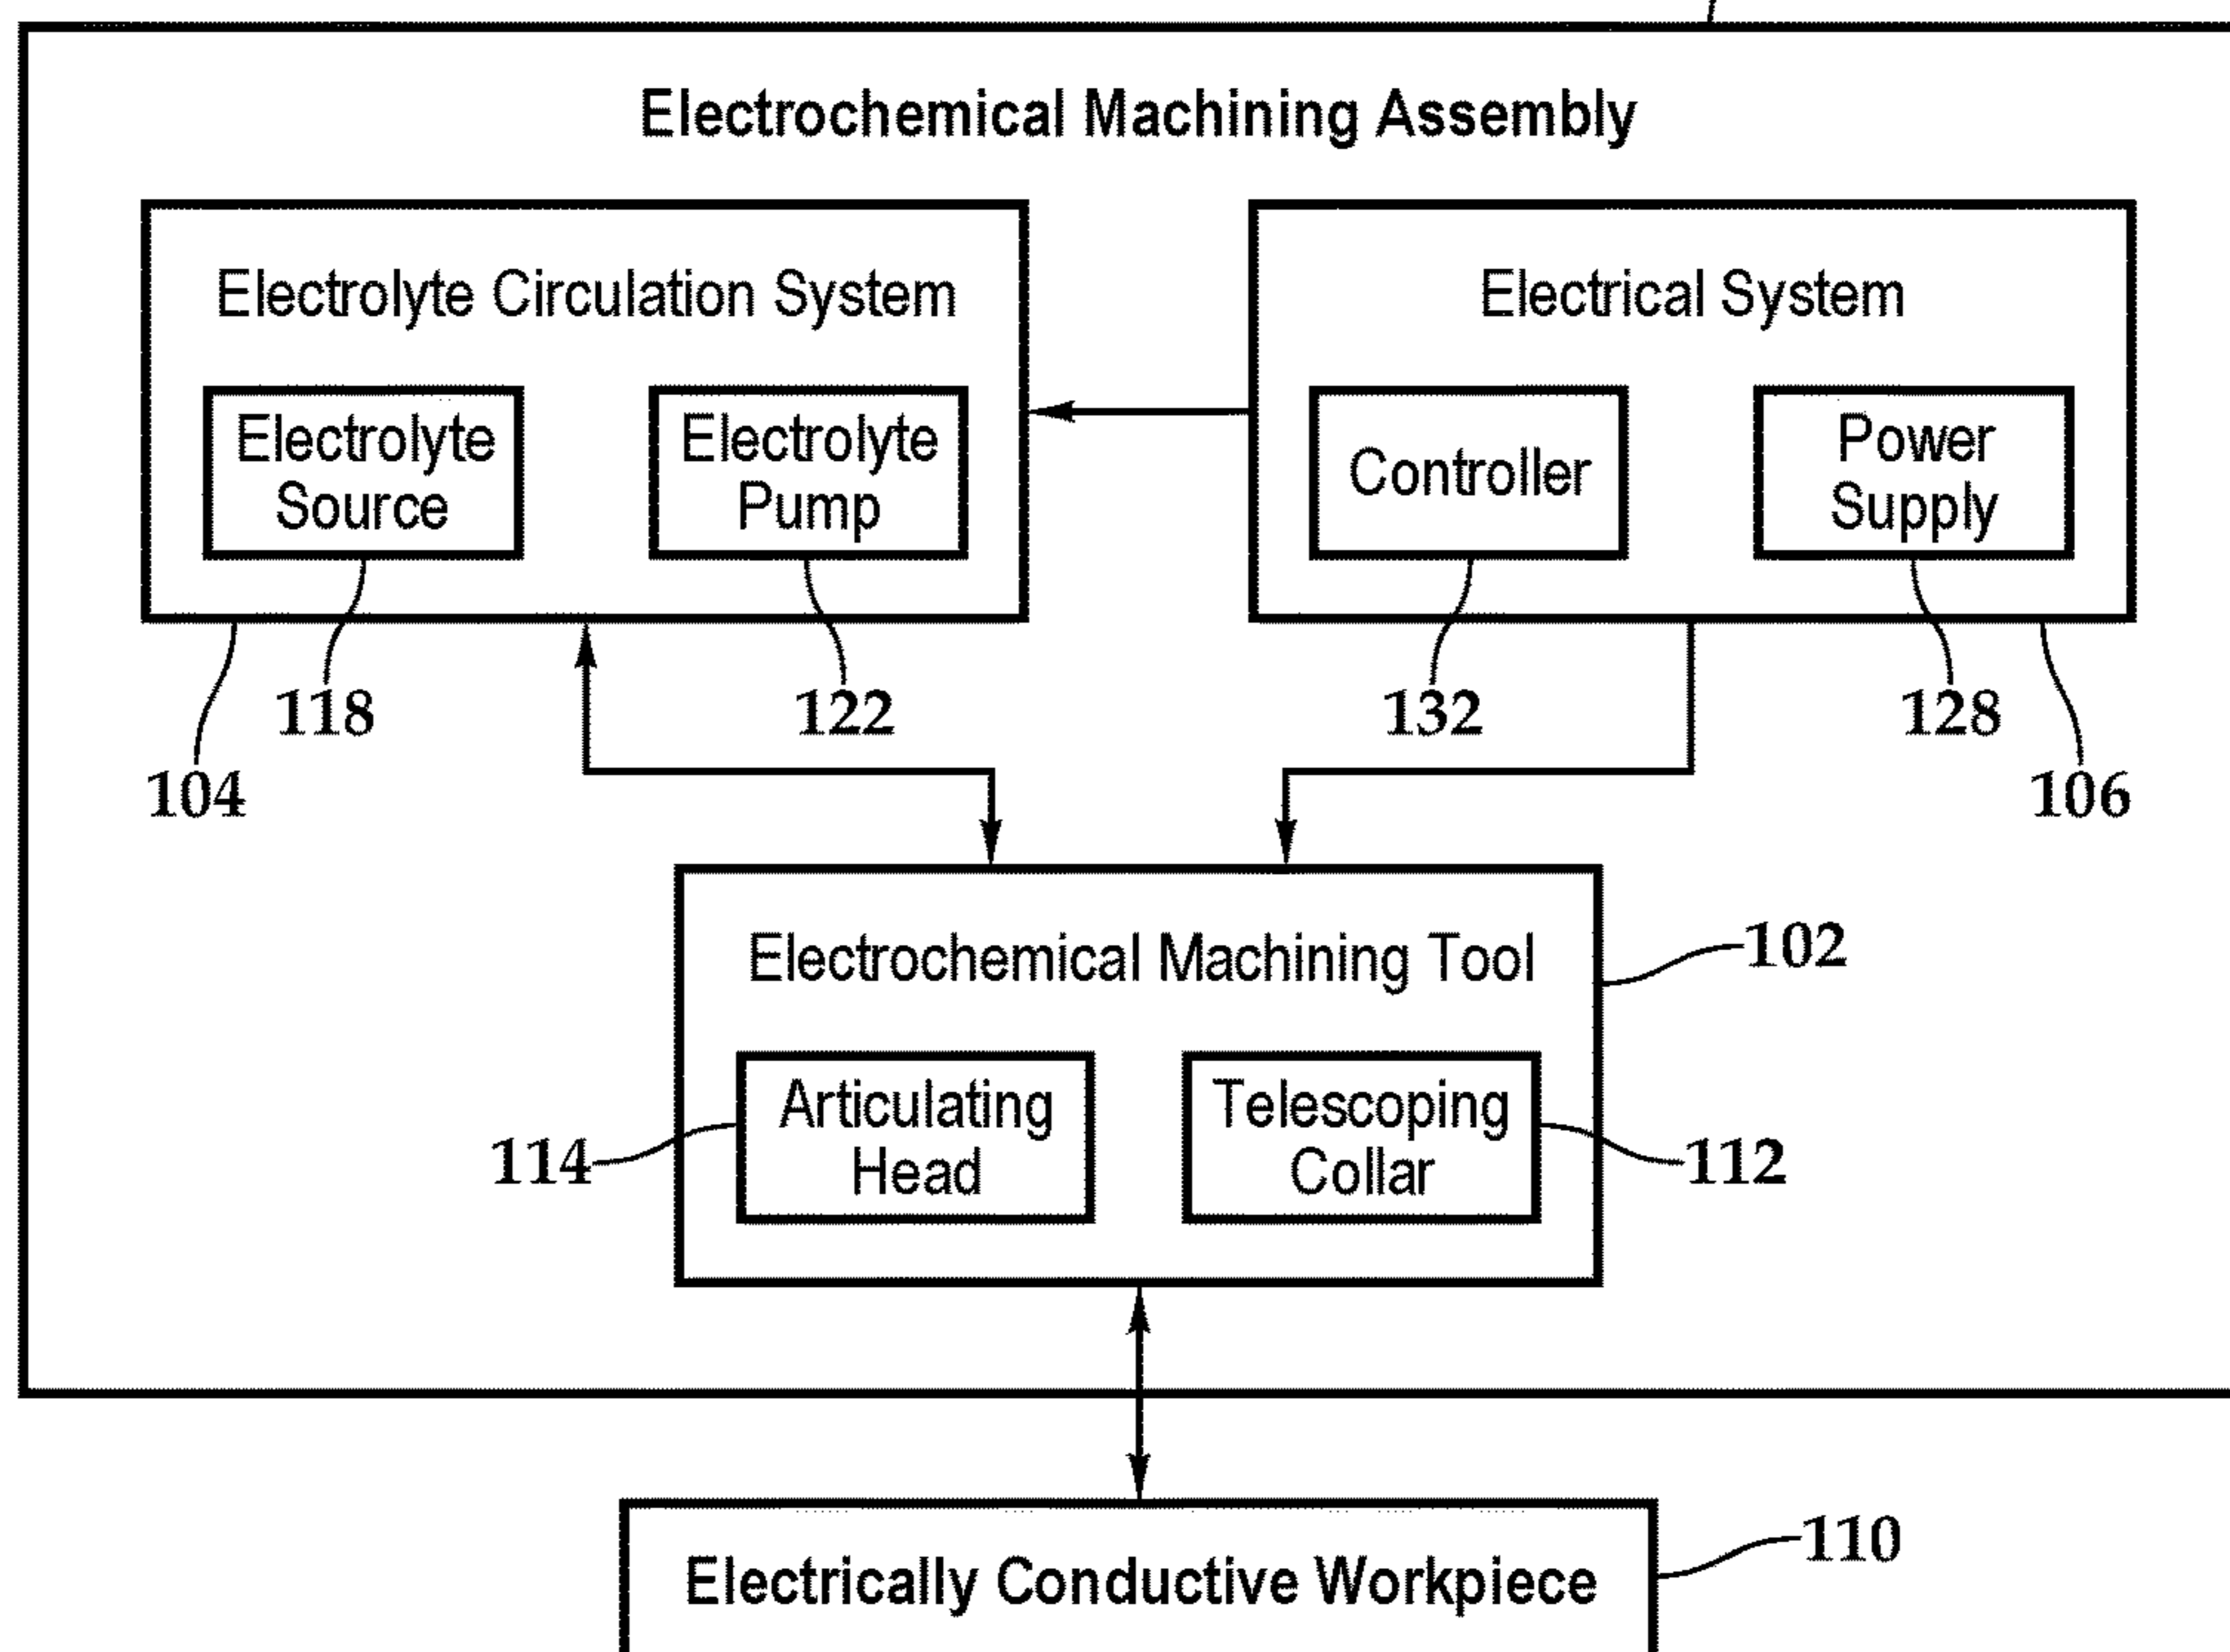 Electrochemical Machining Assembly
Electrolyte Circulation System
Electrolyte
Source
Electrolyte
Pump
Electrical System
Controller
Power
Supply
118
122
132
128
104
106
Electrochemical Machining Tool
102
Articulating
Head
Telescoping
Collar
114
112
Electrically Conductive Workpiece
110